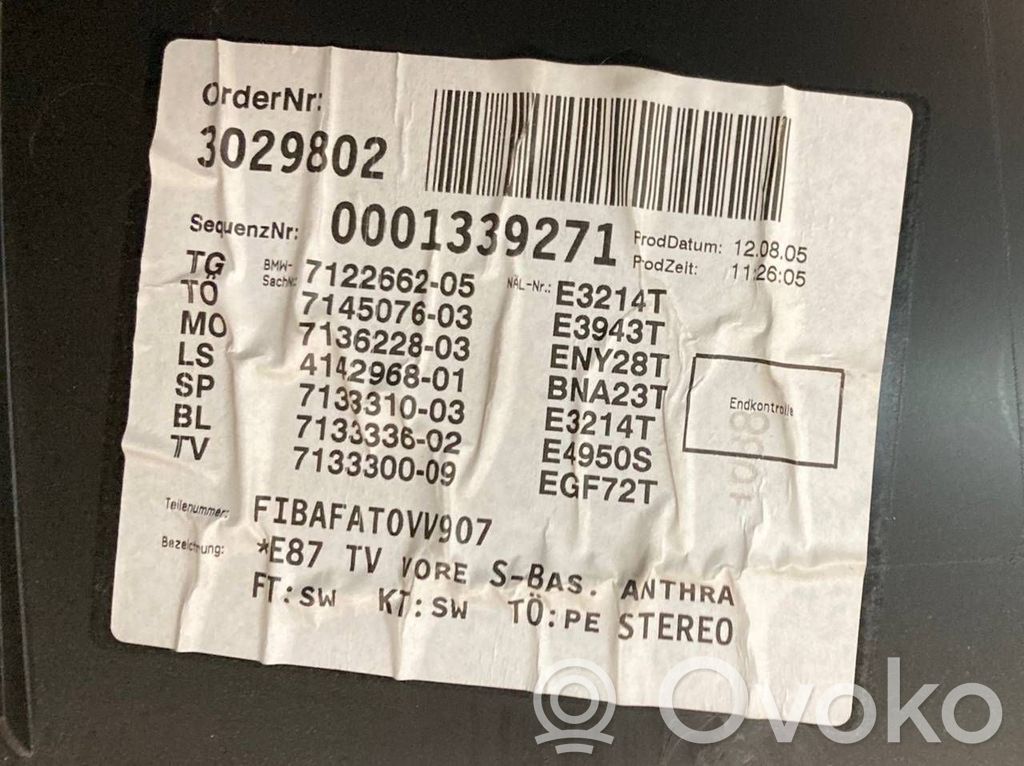 OrderNr:
3029802
SequenzNr: 0001339271 ProdDatum: 12.08.05
ProdZeit: 11:26:05
TG BMW-SachNr: 7122662-05 NÄL-Nr.: E3214T
TÖ 7145076-03 E3943T
MO 7136228-03 ENY28T
LS 4142968-01 BNA23T
SP 7133310-03 E3214T
BL 7133336-02 E4950S
TV 7133300-09 EGF72T
Endkontrolle
Teilenummer: FIBAFATOVV907
Bezeichnung: *E87 TV VORE S-BAS. ANTHRA
FT:SW KT:SW TÖ:PE STEREO
Ovoko